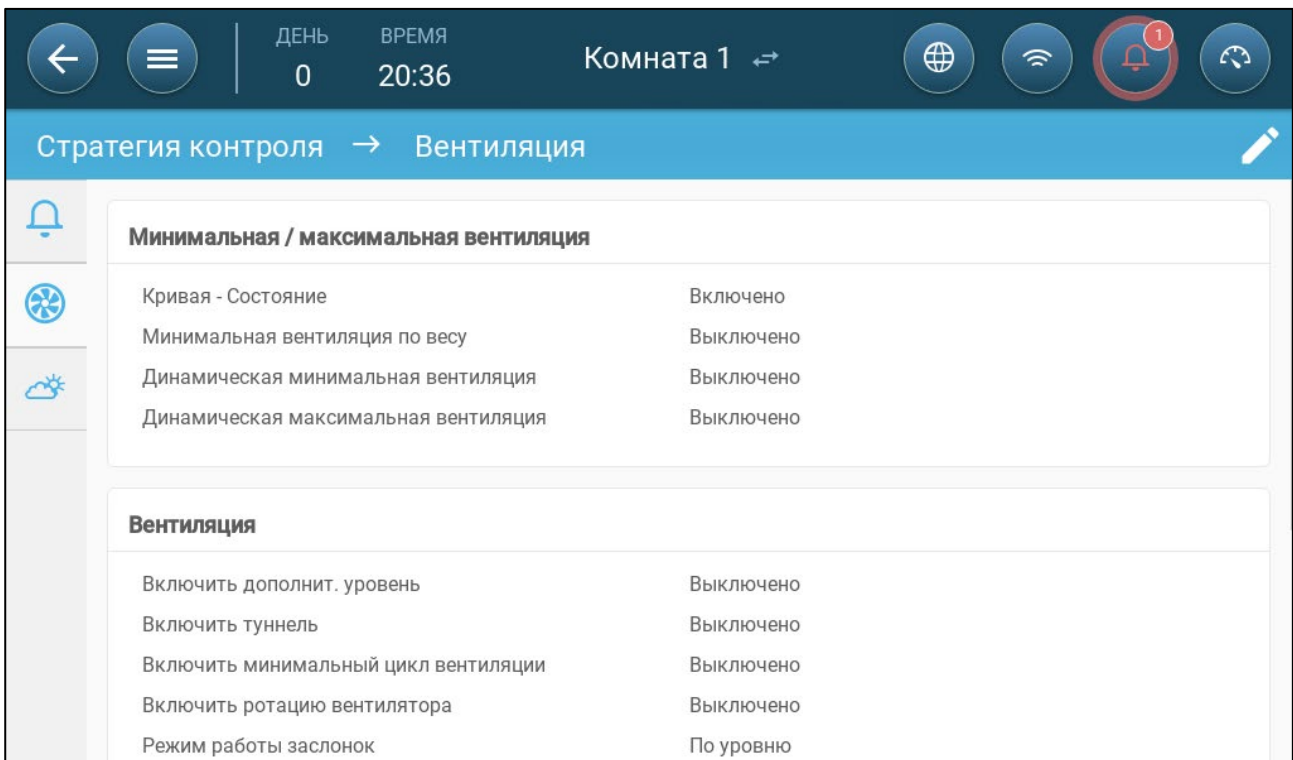 ДЕНЬ ВРЕМЯ
0 20:36 Комната 1 1
Стратегия контроля → Вентиляция
Минимальная / максимальная вентиляция
Кривая - Состояние Включено
Минимальная вентиляция по весу Выключено
Динамическая минимальная вентиляция Выключено
Динамическая максимальная вентиляция Выключено
Вентиляция
Включить дополнит. уровень Выключено
Включить туннель Выключено
Включить минимальный цикл вентиляции Выключено
Включить ротацию вентилятора Выключено
Режим работы заслонок По уровню